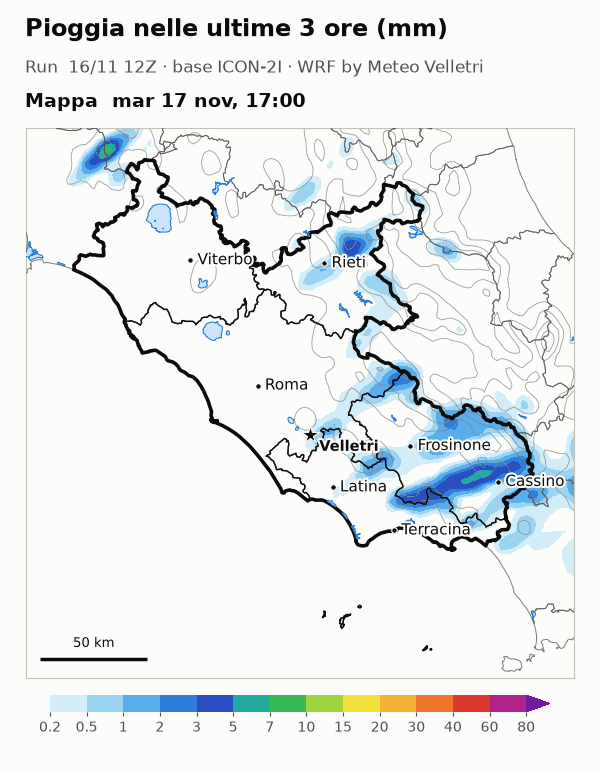 Pioggia nelle ultime 3 ore (mm)
Run  16/11 12Z · base ICON-2I · WRF by Meteo Velletri
Mappa  mar 17 nov, 17:00
Viterbo
Rieti
Roma
Velletri
Frosinone
Latina
Cassino
Terracina
50 km
0.2 0.5 1 2 3 5 7 10 15 20 30 40 60 80